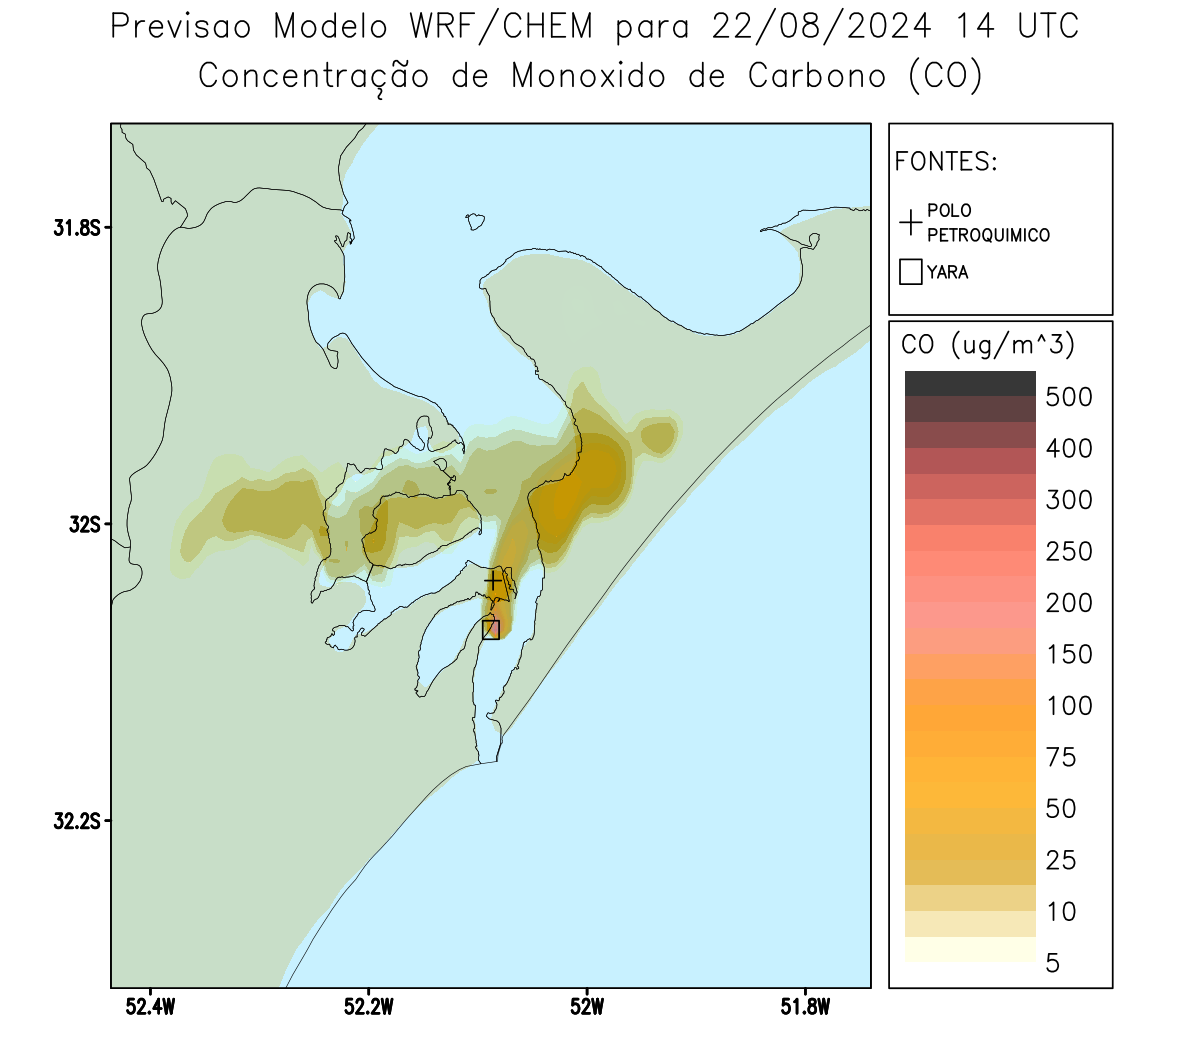 Previsao Modelo WRF/CHEM para 22/08/2024 14 UTC
Concentração de Monoxido de Carbono (CO)
FONTES:
POLO
PETROQUIMICO
YARA
CO (ug/m^3)
500
400
300
250
200
150
100
75
50
25
10
5
31.8S
32S
32.2S
52.4W
52.2W
52W
51.8W